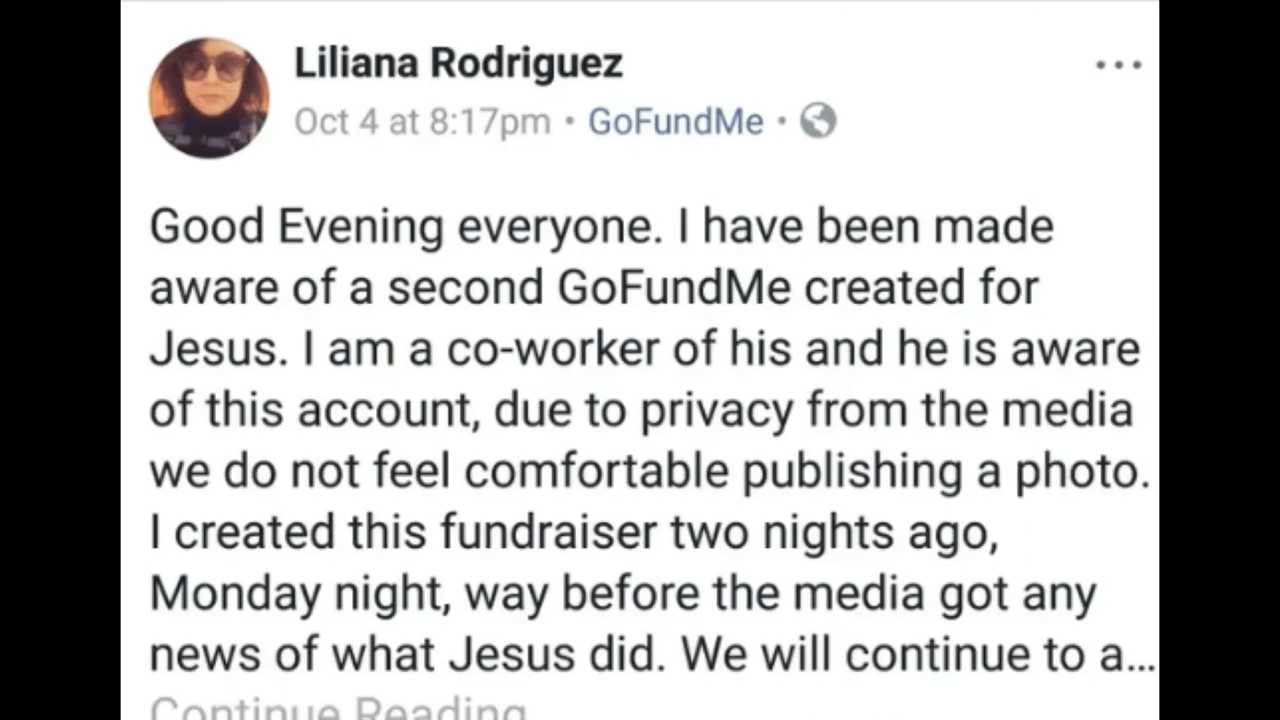 Liliana Rodriguez
Oct 4 at 8:17pm • GoFundMe •
Good Evening everyone. I have been made
aware of a second GoFundMe created for
Jesus. I am a co-worker of his and he is aware
of this account, due to privacy from the media
we do not feel comfortable publishing a photo.
I created this fundraiser two nights ago,
Monday night, way before the media got any
news of what Jesus did. We will continue to a...
Continue Reading